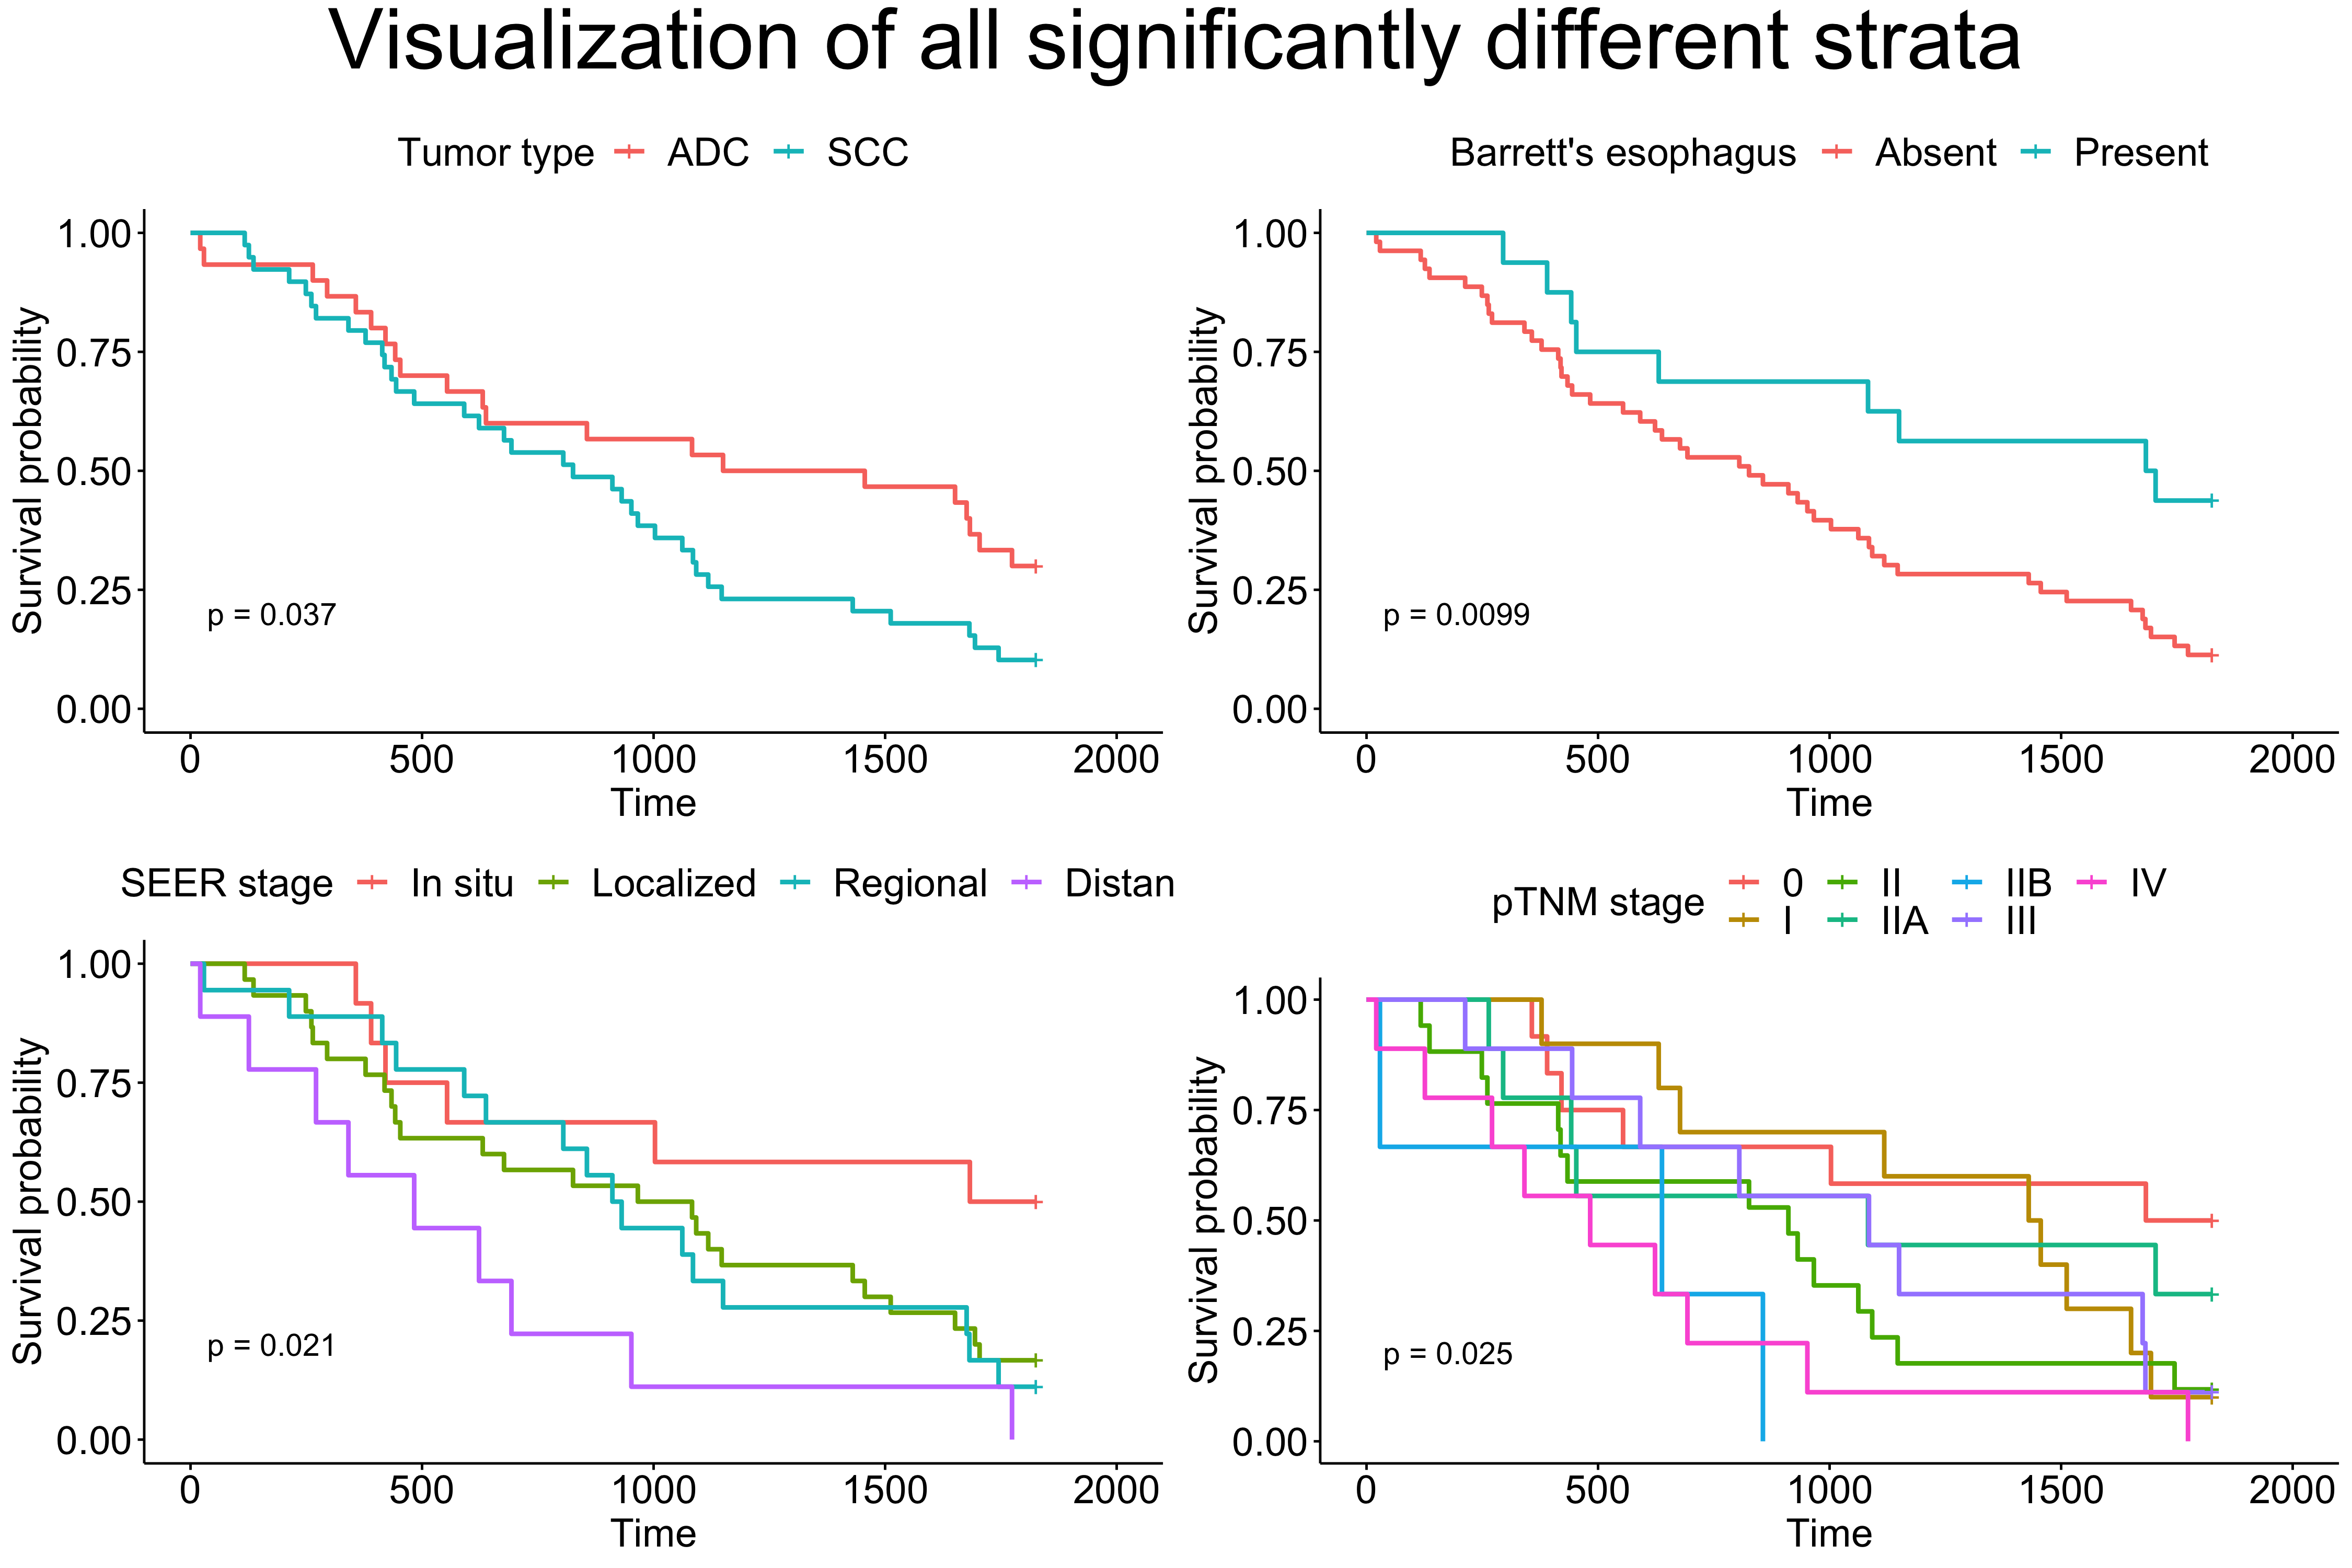 Visualization of all significantly different strata
Tumor type ADC SCC
Survival probability
1.00
0.75
0.50
0.25
0.00
p = 0.037
0 500 1000 1500 2000
Time
Barrett's esophagus Absent Present
Survival probability
1.00
0.75
0.50
0.25
0.00
p = 0.0099
0 500 1000 1500 2000
Time
SEER stage In situ Localized Regional Distan
Survival probability
1.00
0.75
0.50
0.25
0.00
p = 0.021
0 500 1000 1500 2000
Time
pTNM stage
0 II IIB IV
I IIA III
Survival probability
1.00
0.75
0.50
0.25
0.00
p = 0.025
0 500 1000 1500 2000
Time